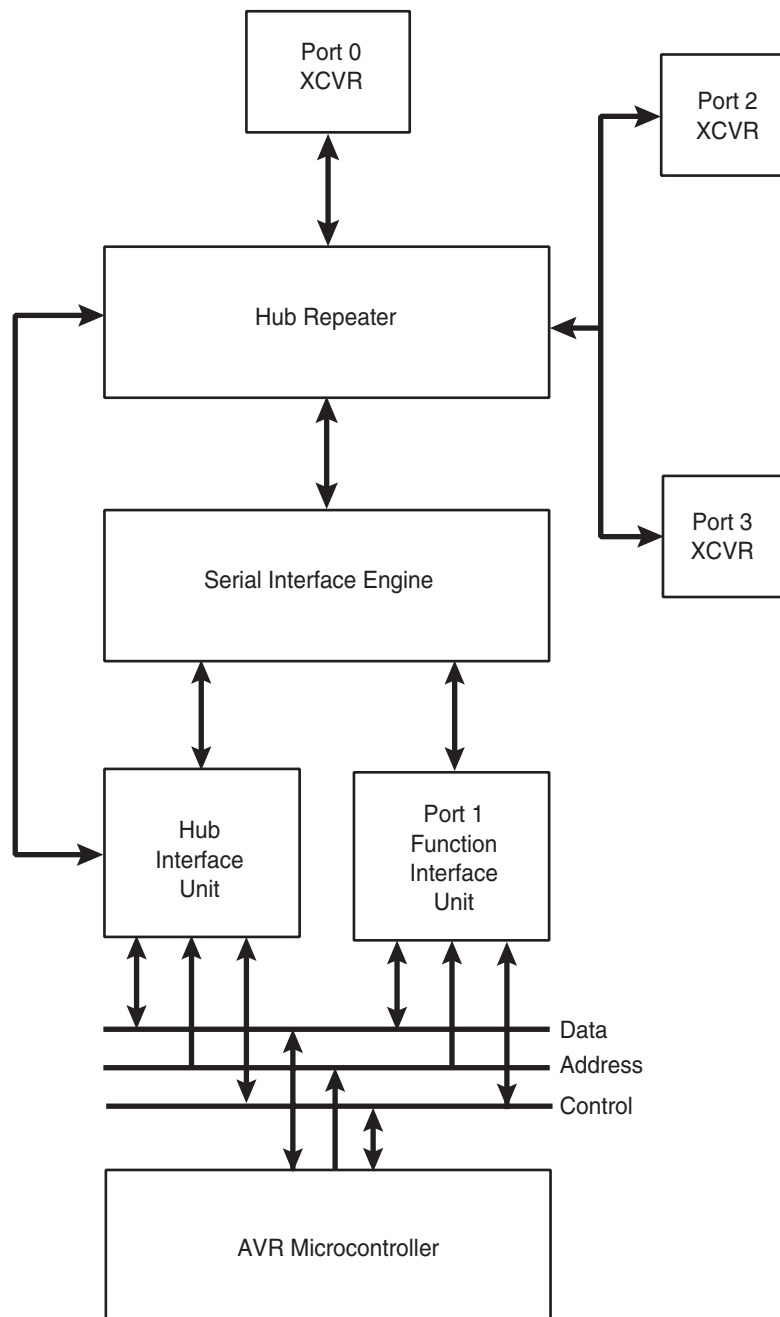 Port 0
XCVR
Port 2
XCVR
Hub Repeater
Port 3
XCVR
Serial Interface Engine
Hub
Interface
Unit
Port 1
Function
Interface
Unit
Data
Address
Control
AVR Microcontroller